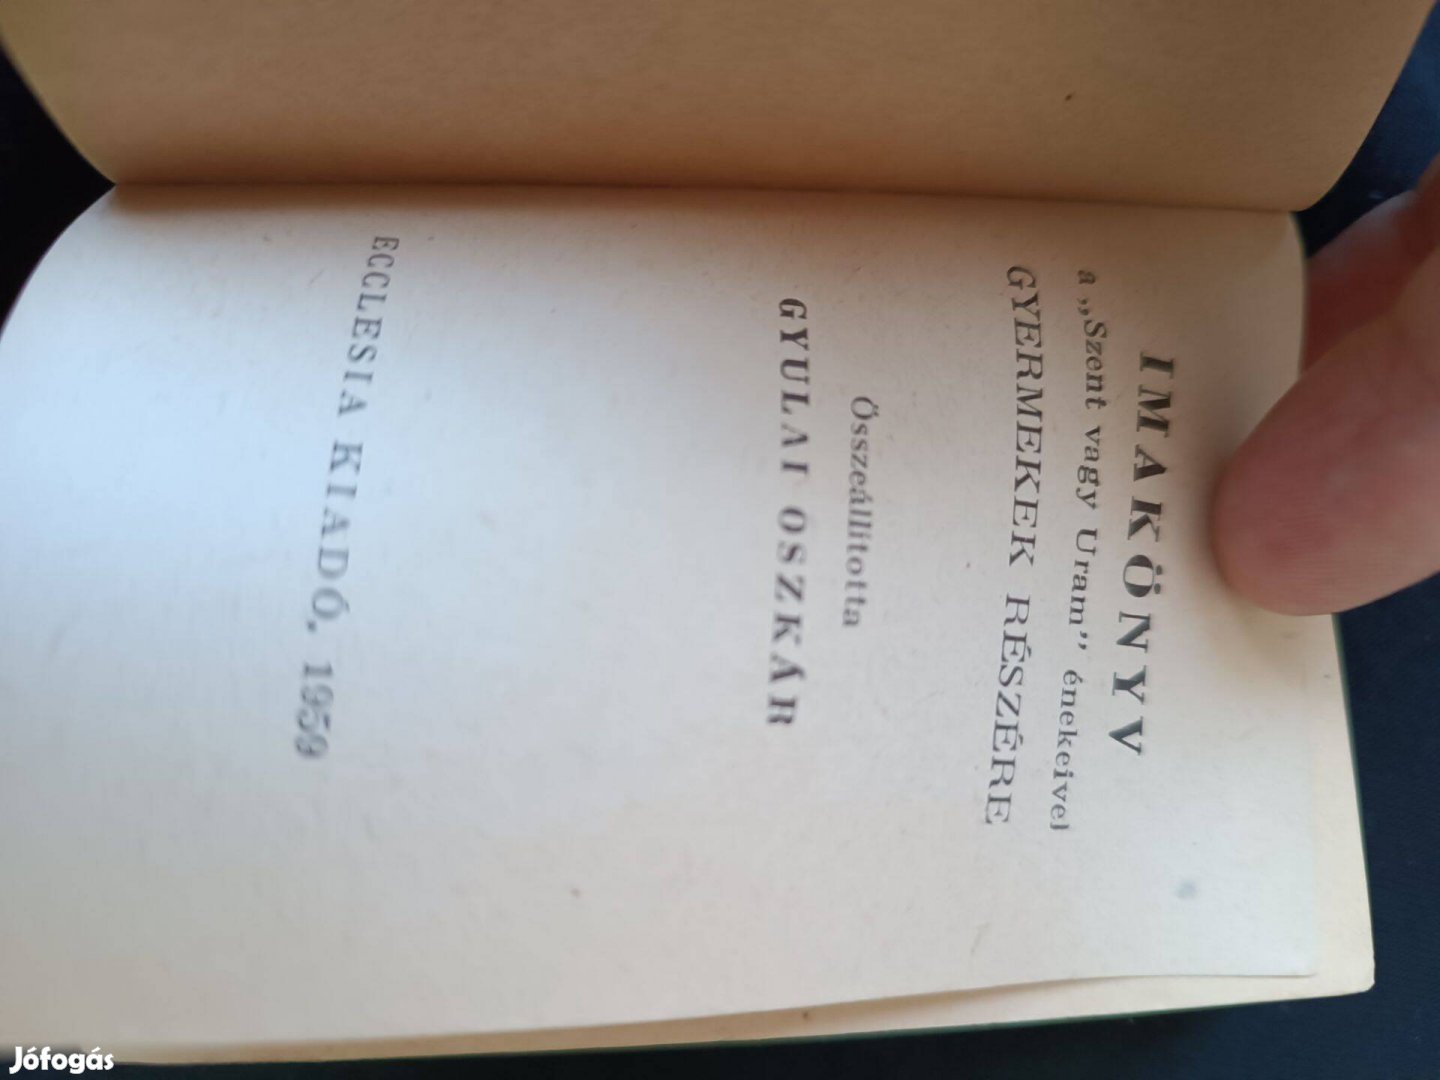 IMAKÖNYV
a „Szent vagy Uram” énekeivel
GYERMEKEK RÉSZÉRE
Összeállította
GYULAI OSZKÁR
ECCLESIA KIADÓ. 1959
Jófogás